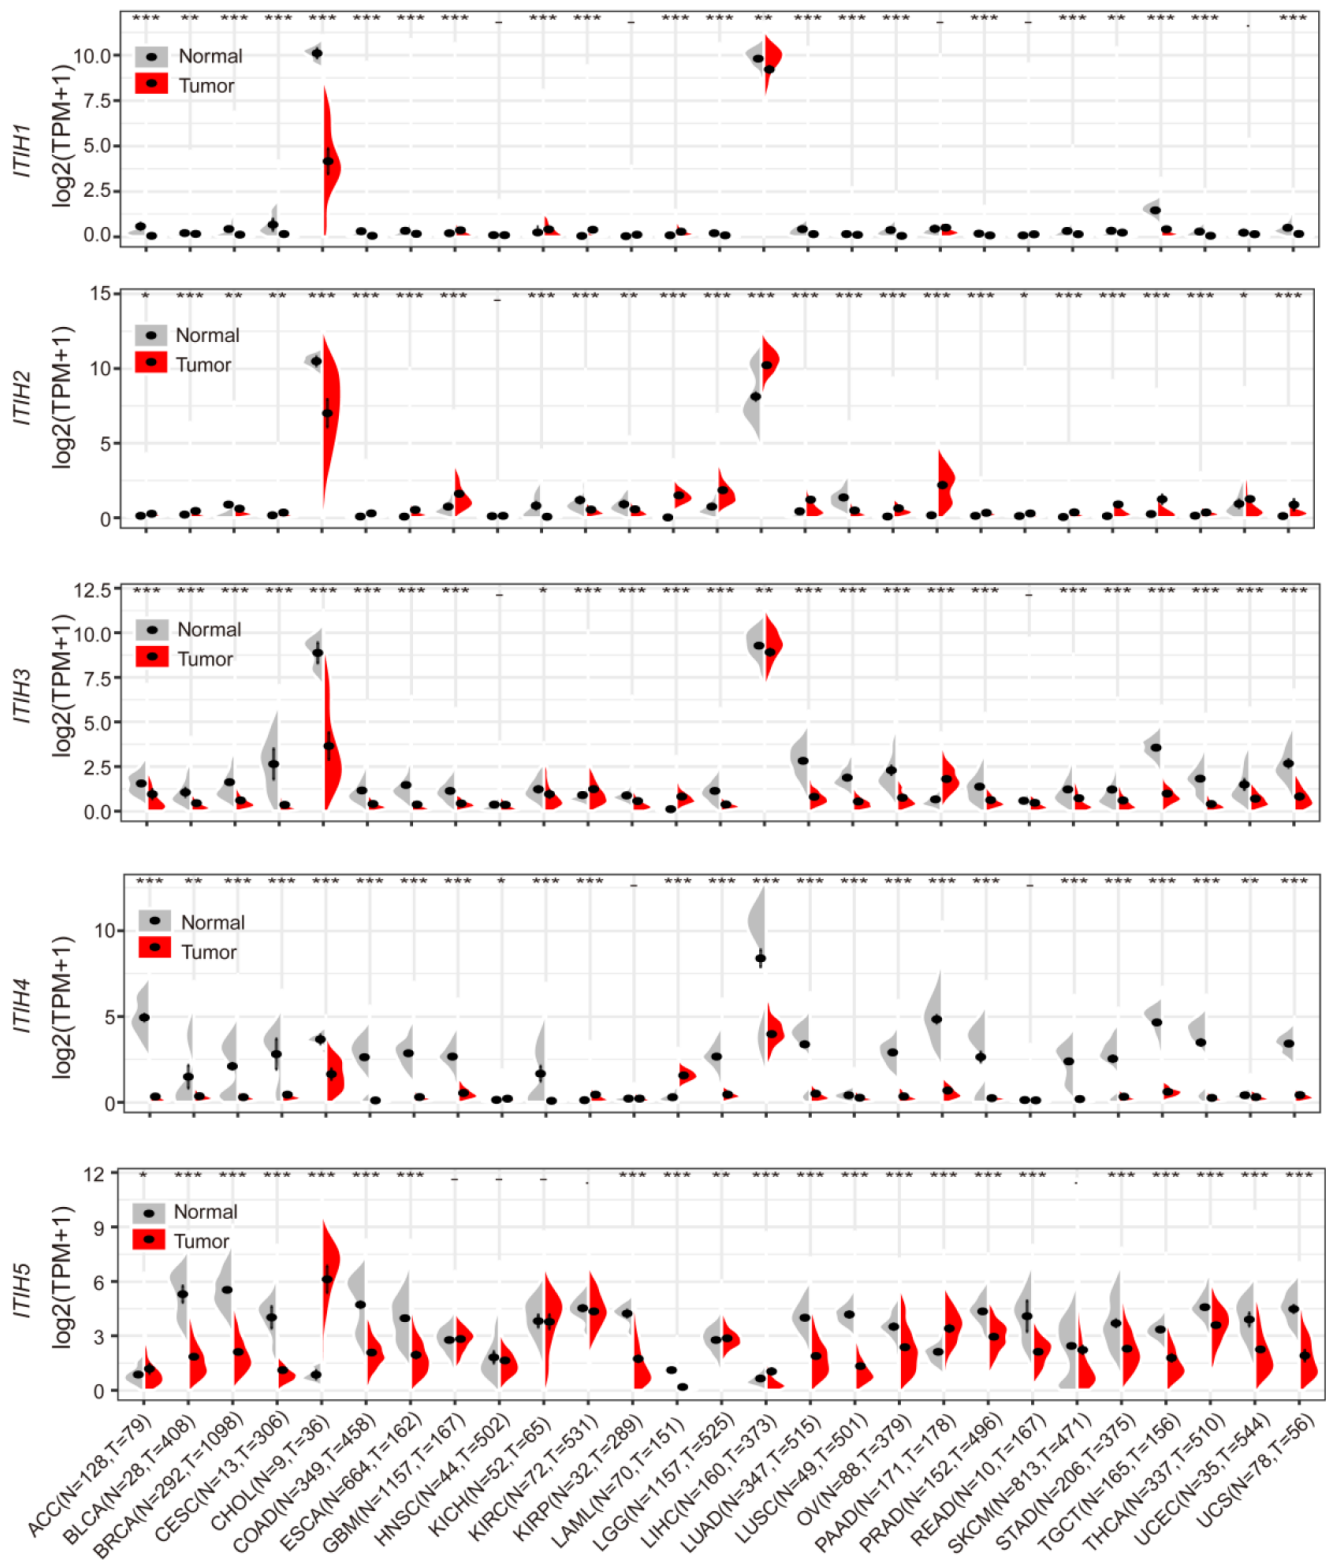 *** ** *** *** *** *** *** *** – *** *** – *** *** ** *** *** *** – *** – *** ** *** *** . ***
ITIH1
log2(TPM+1)
10.0
7.5
5.0
2.5
0.0
Normal
Tumor
* *** ** ** *** *** *** *** – *** *** ** *** *** *** *** *** *** *** *** * *** *** *** *** * ***
ITIH2
log2(TPM+1)
15
10
5
0
Normal
Tumor
*** *** *** *** *** *** *** *** – * *** *** *** *** ** *** *** *** *** *** – *** *** *** *** *** ***
ITIH3
log2(TPM+1)
12.5
10.0
7.5
5.0
2.5
0.0
Normal
Tumor
*** ** *** *** *** *** *** *** * *** *** – *** *** *** *** *** *** *** *** – *** *** *** *** ** ***
ITIH4
log2(TPM+1)
10
5
0
Normal
Tumor
* *** *** *** *** *** *** – – – . *** *** ** *** *** *** *** *** *** *** . *** *** *** *** ***
ITIH5
log2(TPM+1)
12
9
6
3
0
Normal
Tumor
ACC(N=128,T=79)
BLCA(N=28,T=408)
BRCA(N=292,T=1098)
CESC(N=13,T=306)
CHOL(N=9,T=36)
COAD(N=349,T=458)
ESCA(N=664,T=162)
GBM(N=1157,T=167)
HNSC(N=44,T=502)
KICH(N=52,T=65)
KIRC(N=72,T=531)
KIRP(N=32,T=289)
LAML(N=70,T=151)
LGG(N=1157,T=525)
LIHC(N=160,T=373)
LUAD(N=347,T=515)
LUSC(N=49,T=501)
OV(N=88,T=379)
PAAD(N=171,T=178)
PRAD(N=152,T=496)
READ(N=10,T=167)
SKCM(N=813,T=471)
STAD(N=206,T=375)
TGCT(N=165,T=156)
THCA(N=337,T=510)
UCEC(N=35,T=544)
UCS(N=78,T=56)